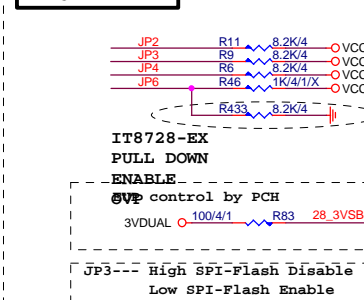 JP2 R11 8.2K/4 VCC
JP3 R9 8.2K/4 VCC
JP4 R6 8.2K/4 VCC
JP6 R46 1K/4/1/X VCC
R433 8.2K/4
IT8728-EX
PULL DOWN
ENABLE
OVP
control by PCH
3VDUAL 100/4/1 R83 28_3VSB
JP3--- High SPI-Flash Disable
Low SPI-Flash Enable